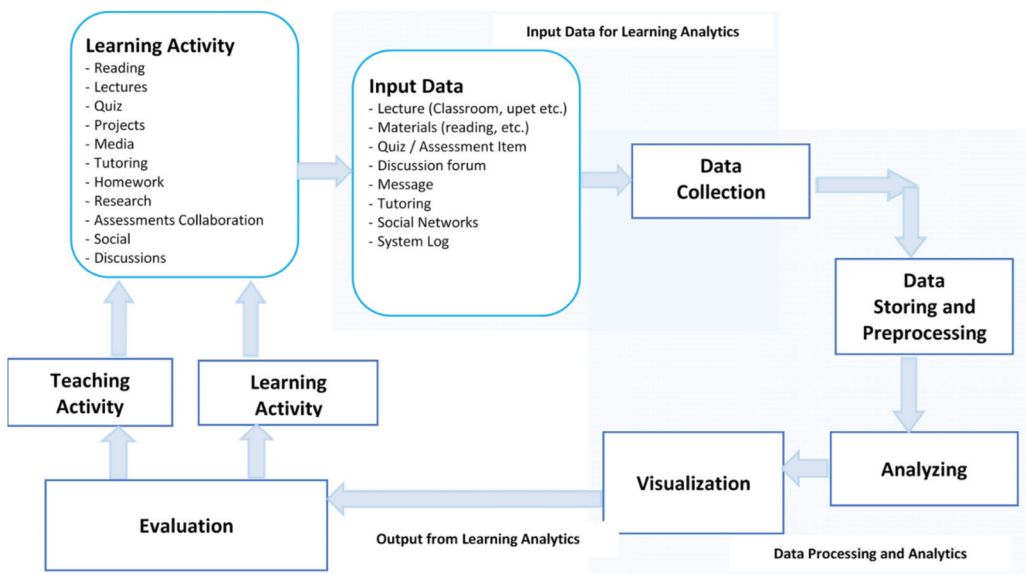 Input Data for Learning Analytics
Learning Activity
- Reading
- Lectures
- Quiz
- Projects
- Media
- Tutoring
- Homework
- Research
- Assessments Collaboration
- Social
- Discussions
Input Data
- Lecture (Classroom, upet etc.)
- Materials (reading, etc.)
- Quiz / Assessment Item
- Discussion forum
- Message
- Tutoring
- Social Networks
- System Log
Data
Collection
Data
Storing and
Preprocessing
Teaching
Activity
Learning
Activity
Analyzing
Visualization
Evaluation
Output from Learning Analytics
Data Processing and Analytics